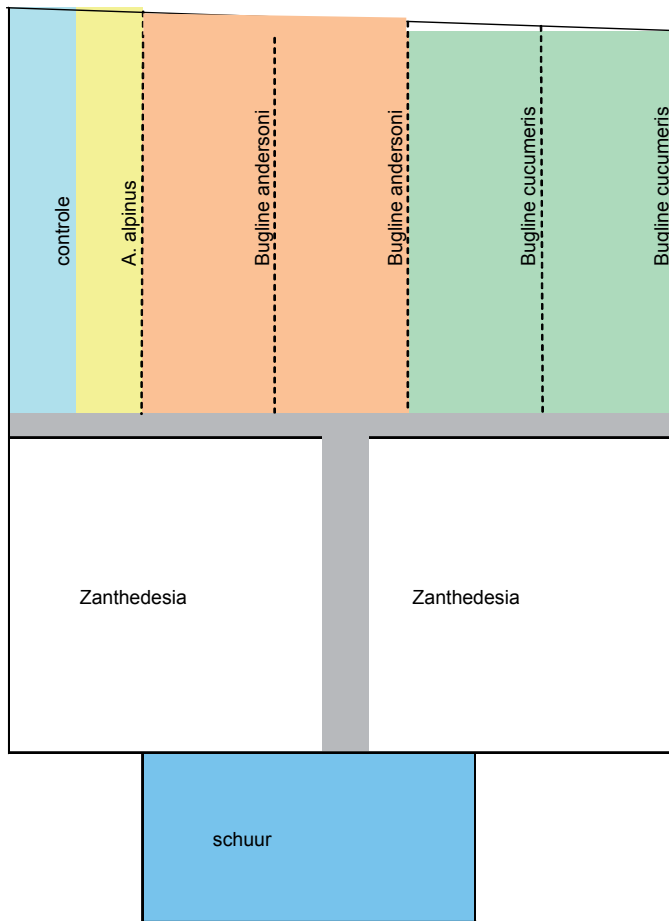 controle
A. alpinus
Bugline andersoni
Bugline andersoni
Bugline cucumeris
Bugline cucumeris
Zanthedesia
Zanthedesia
schuur